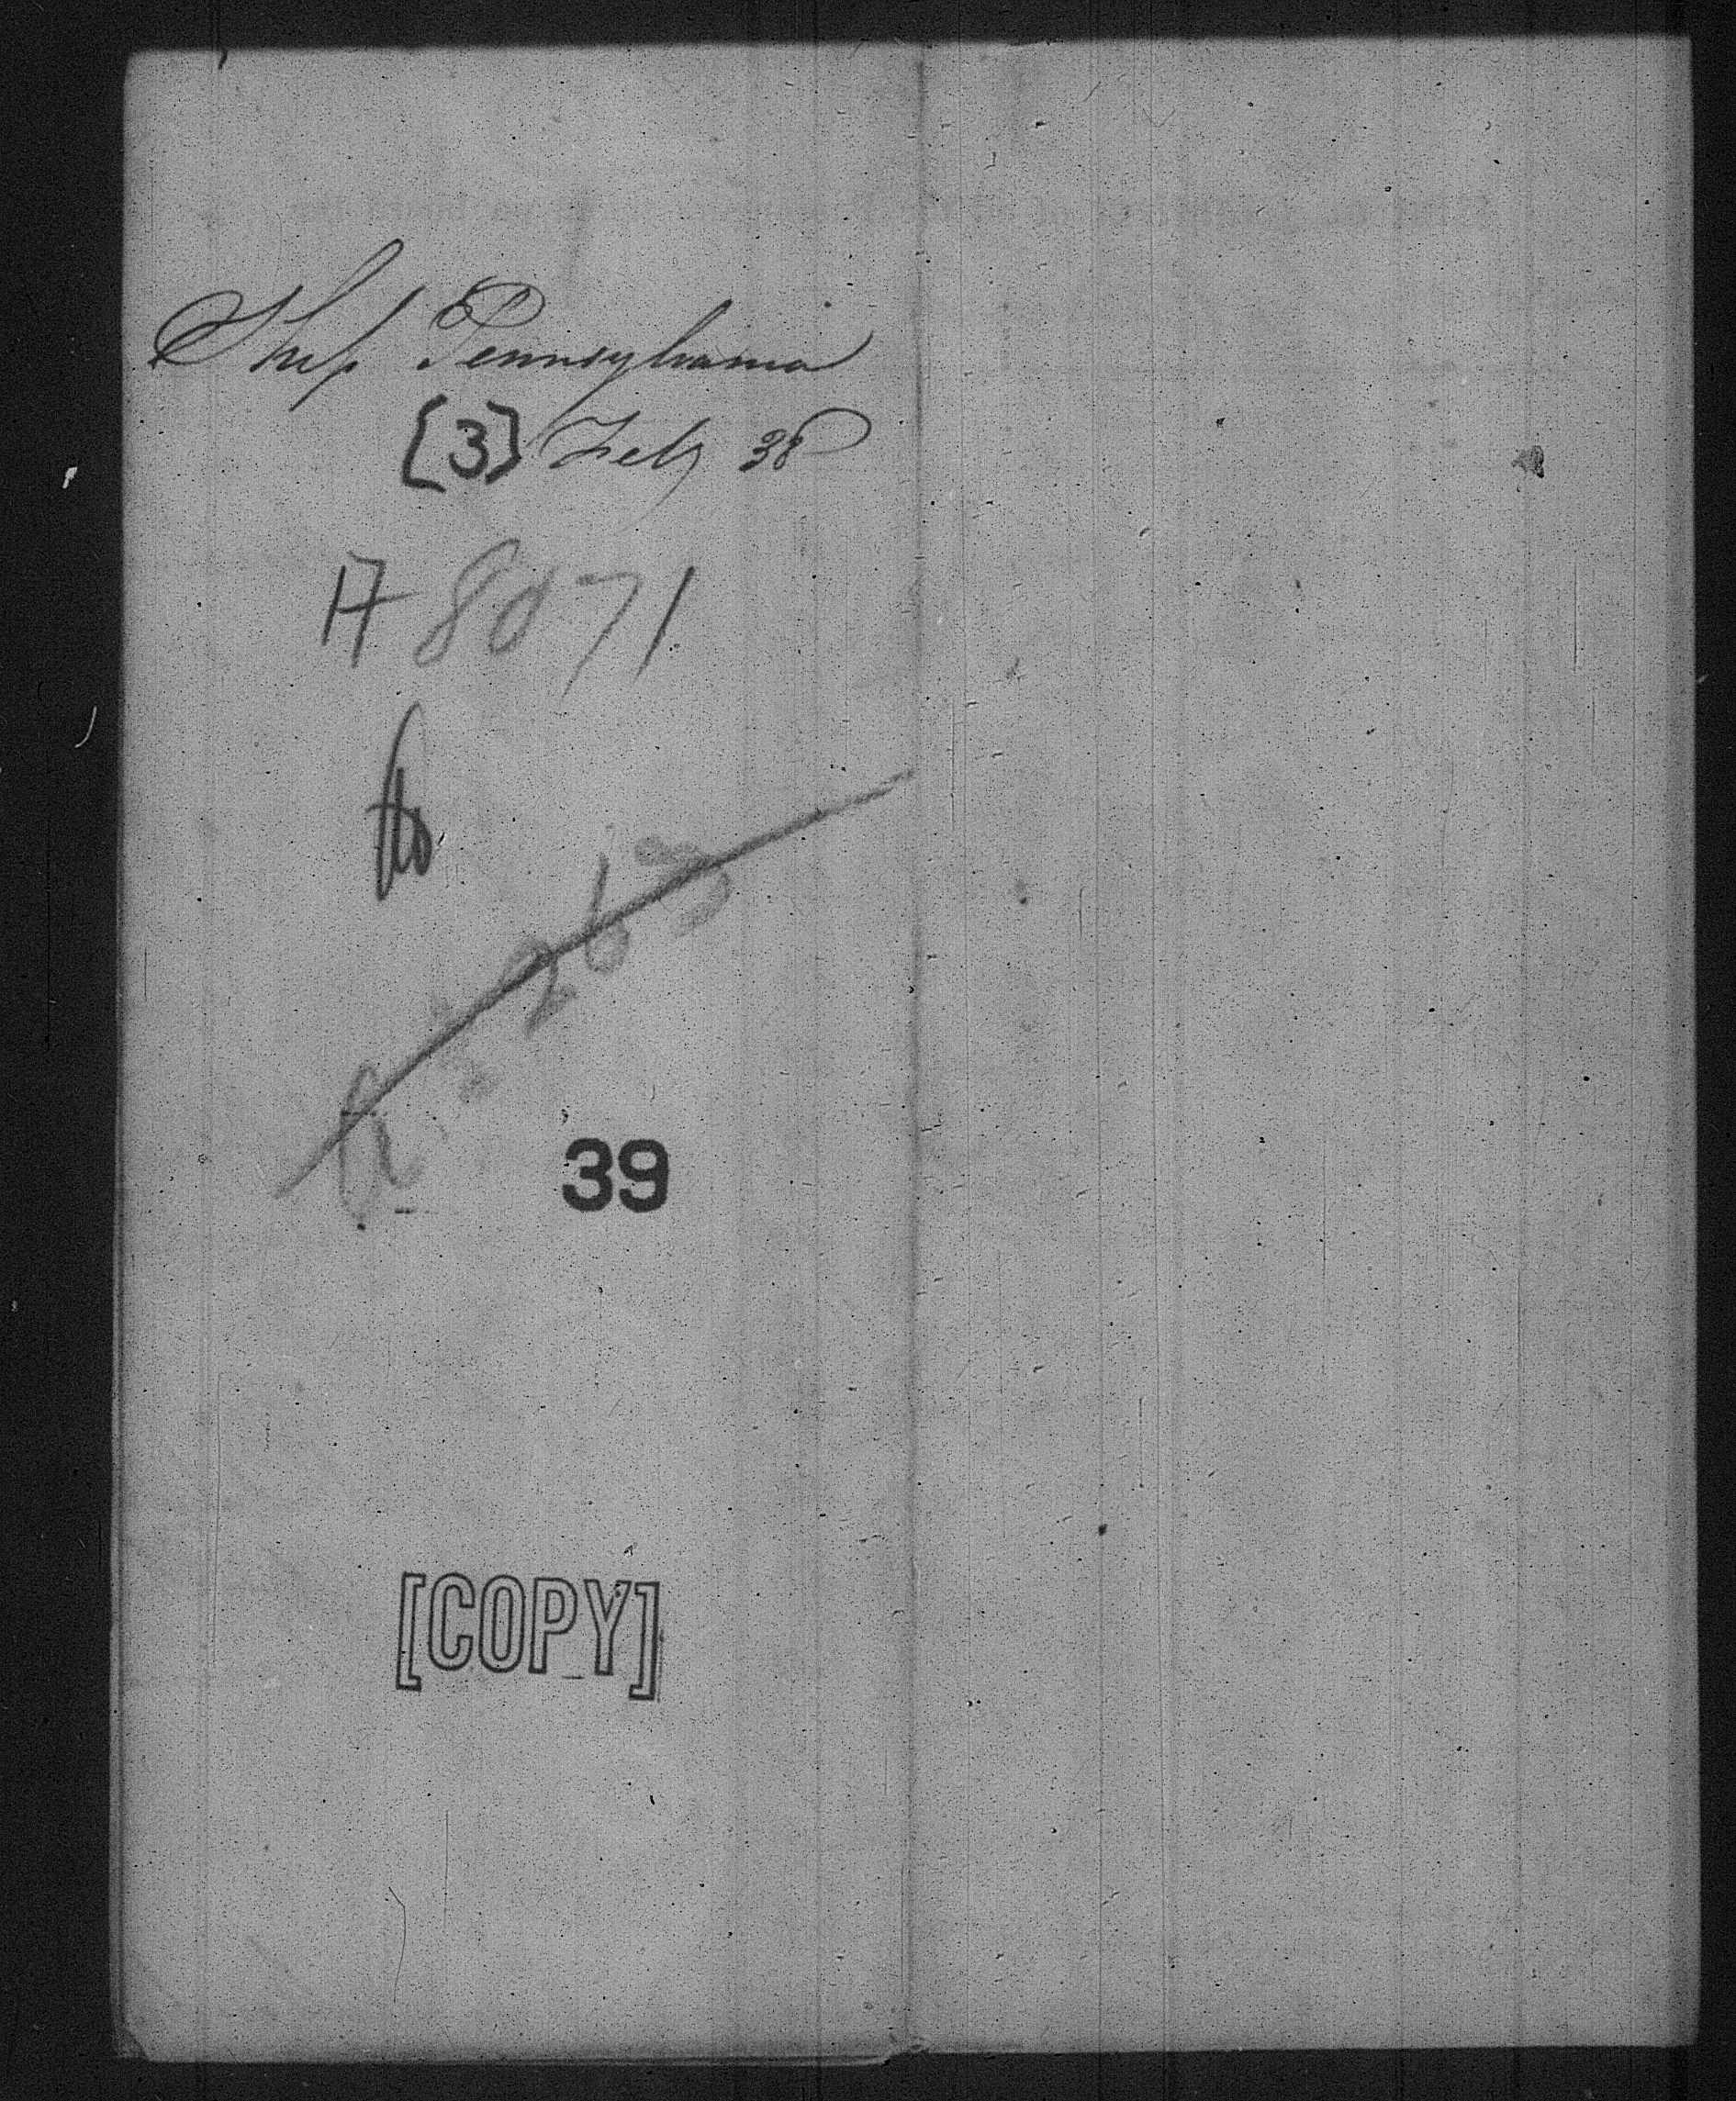 Ship Pennsylvania
[3] Feby 38
A 8071
39
[COPY]